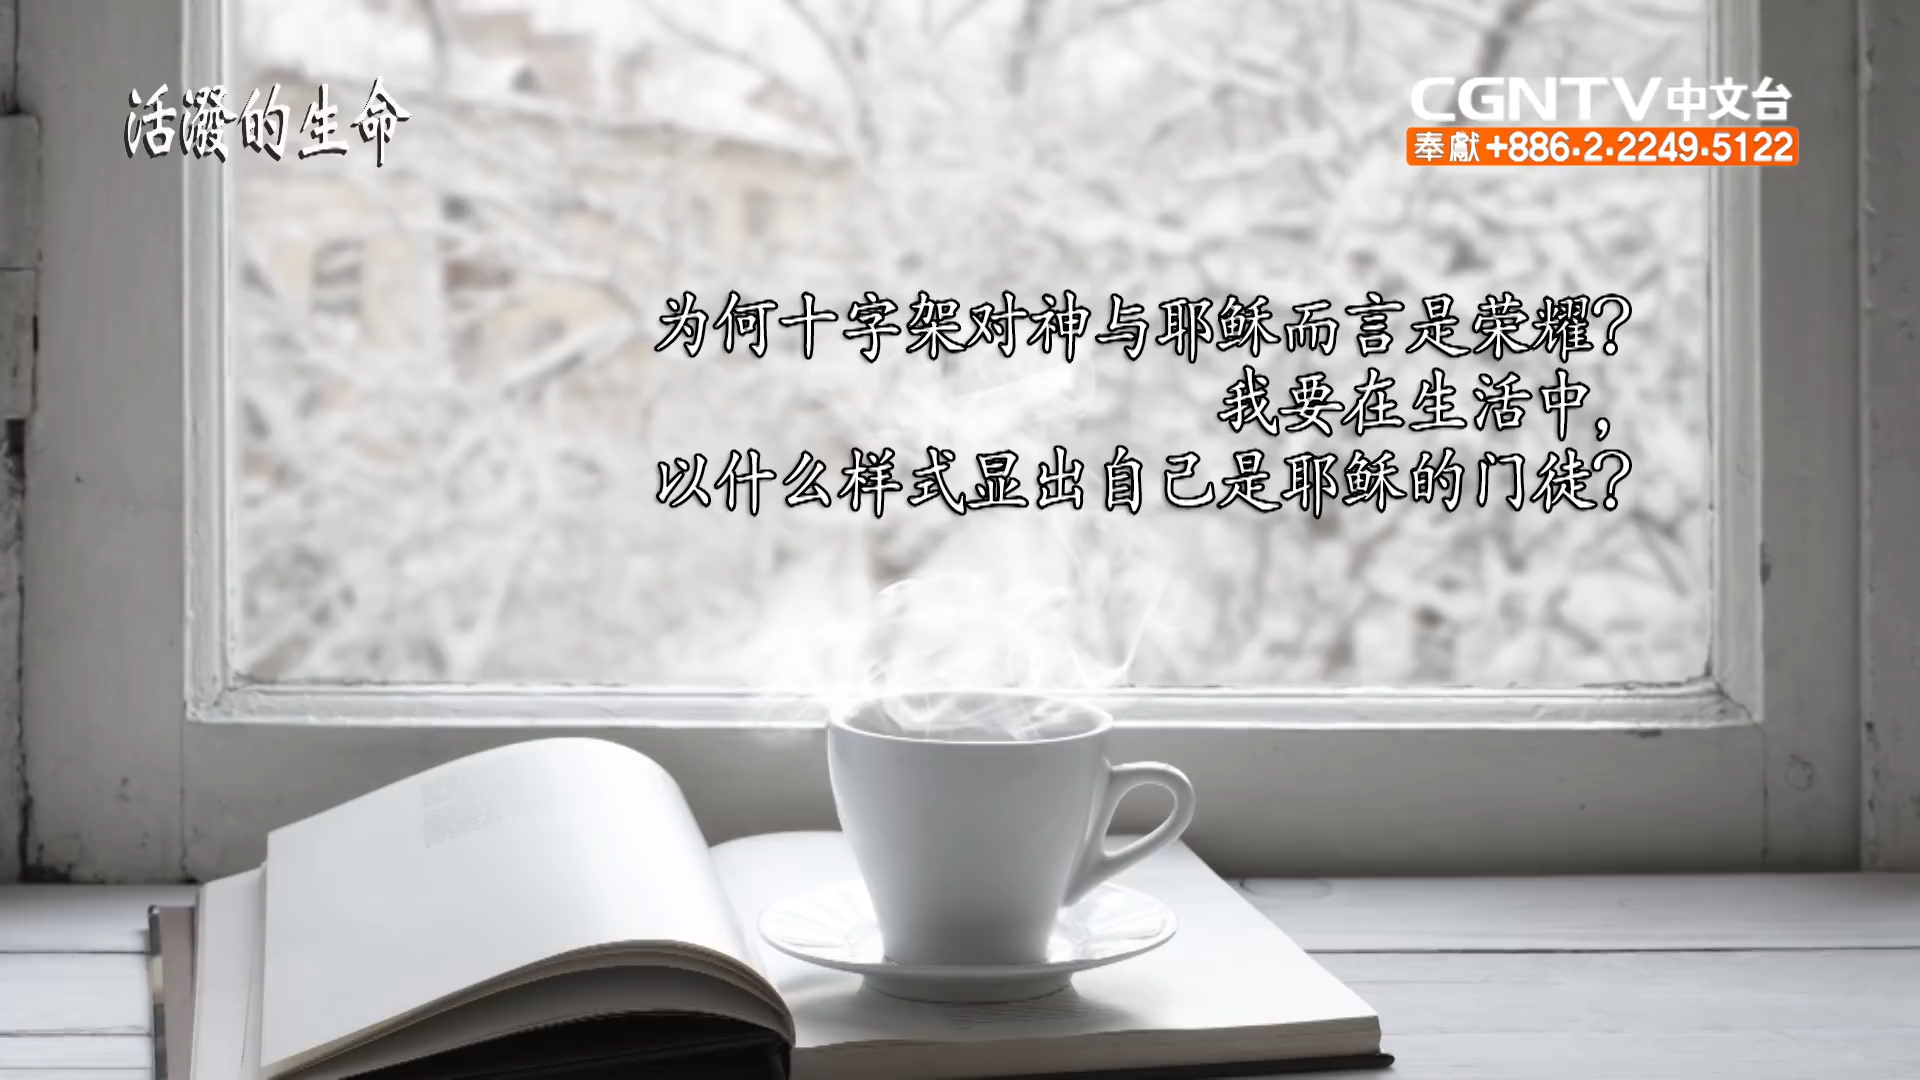 活潑的生命
CGNTV中文台
奉獻+886·2·2249·5122
为何十字架对神与耶稣而言是荣耀?
我要在生活中,
以什么样式显出自己是耶稣的门徒?